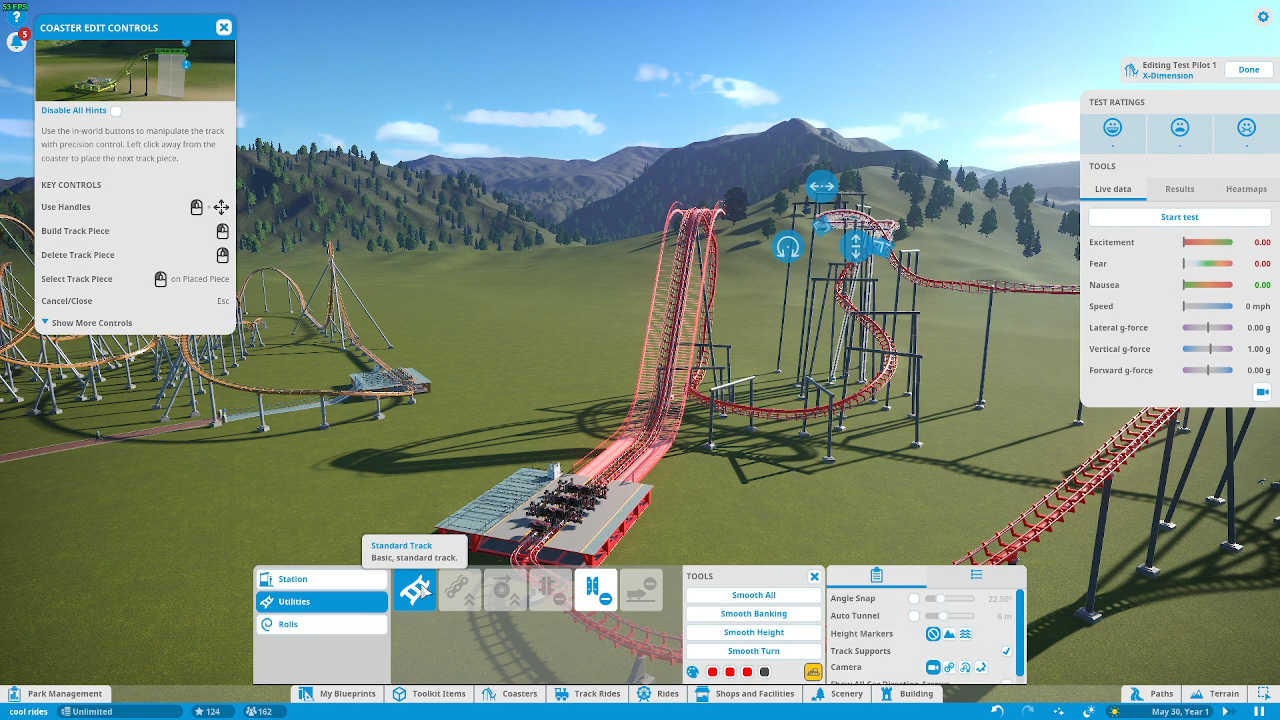 53 FPS
?
5
COASTER EDIT CONTROLS
Disable All Hints
Use the in-world buttons to manipulate the track
with precision control. Left click away from the
coaster to place the next track piece.
KEY CONTROLS
Use Handles
Build Track Piece
Delete Track Piece
Select Track Piece on Placed Piece
Cancel/Close Esc
Show More Controls
Editing Test Pilot 1
X-Dimension
Done
TEST RATINGS
- - -
TOOLS
Live data Results Heatmaps
Start test
Excitement 0.00
Fear 0.00
Nausea 0.00
Speed 0 mph
Lateral g-force 0.00 g
Vertical g-force 1.00 g
Forward g-force 0.00 g
Standard Track
Basic, standard track.
Station
Utilities
Rolls
TOOLS
Smooth All
Smooth Banking
Smooth Height
Smooth Turn
Angle Snap 22.50°
Auto Tunnel 6 m
Height Markers
Track Supports
Camera
Park Management
My Blueprints
Toolkit Items
Coasters
Track Rides
Rides
Shops and Facilities
Scenery
Building
Paths
Terrain
cool rides
Unlimited
124
162
May 30, Year 1